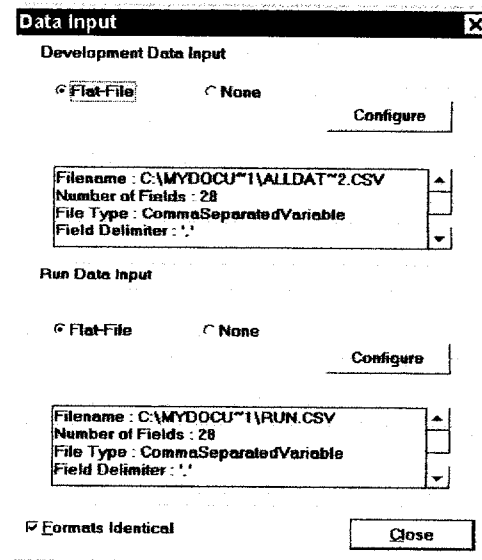 Data Input
Development Data Input
Flat-File None
Configure
Filename : C:\MYDOCU~1\ALLDAT~2.CSV
Number of Fields : 28
File Type : CommaSeparatedVariable
Field Delimiter : ','
Run Data Input
Flat-File None
Configure
Filename : C:\MYDOCU~1\RUN.CSV
Number of Fields : 28
File Type : CommaSeparatedVariable
Field Delimiter : ','
Formats Identical
Close